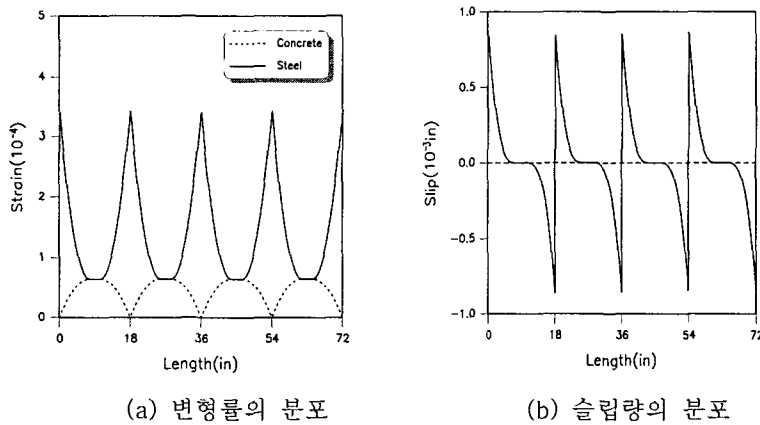 5
4
3
2
1
0
Strain(10⁻⁴)
Concrete
Steel
0 18 36 54 72
Length(in)
(a) 변형률의 분포
1.0
0.5
0.0
-0.5
-1.0
Slip(10⁻³in)
0 18 36 54 72
Length(in)
(b) 슬립량의 분포